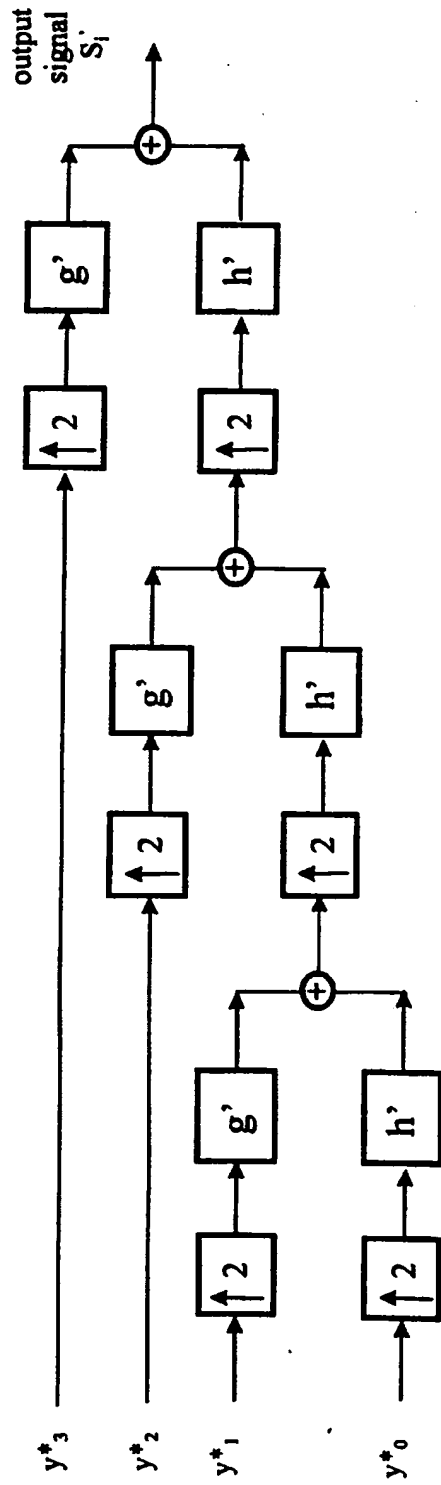 output
signal
S'i
y*3
↑2
g'
+
y*2
↑2
g'
+
↑2
h'
y*1
↑2
g'
+
↑2
h'
y*0
↑2
h'